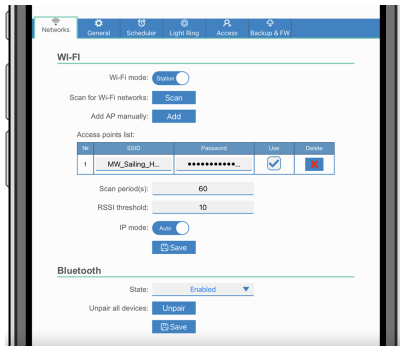 Networks General Scheduler Light Ring Access Backup & FW
WI-FI
Wi-Fi mode: Station
Scan for Wi-Fi networks: Scan
Add AP manually: Add
Access points list:
№ SSID Password Use Delete
1 MW_Sailing_H... ●●●●●●●●●●●...
Scan period(s): 60
RSSI threshold: 10
IP mode: Auto
Save
Bluetooth
State: Enabled
Unpair all devices: Unpair
Save